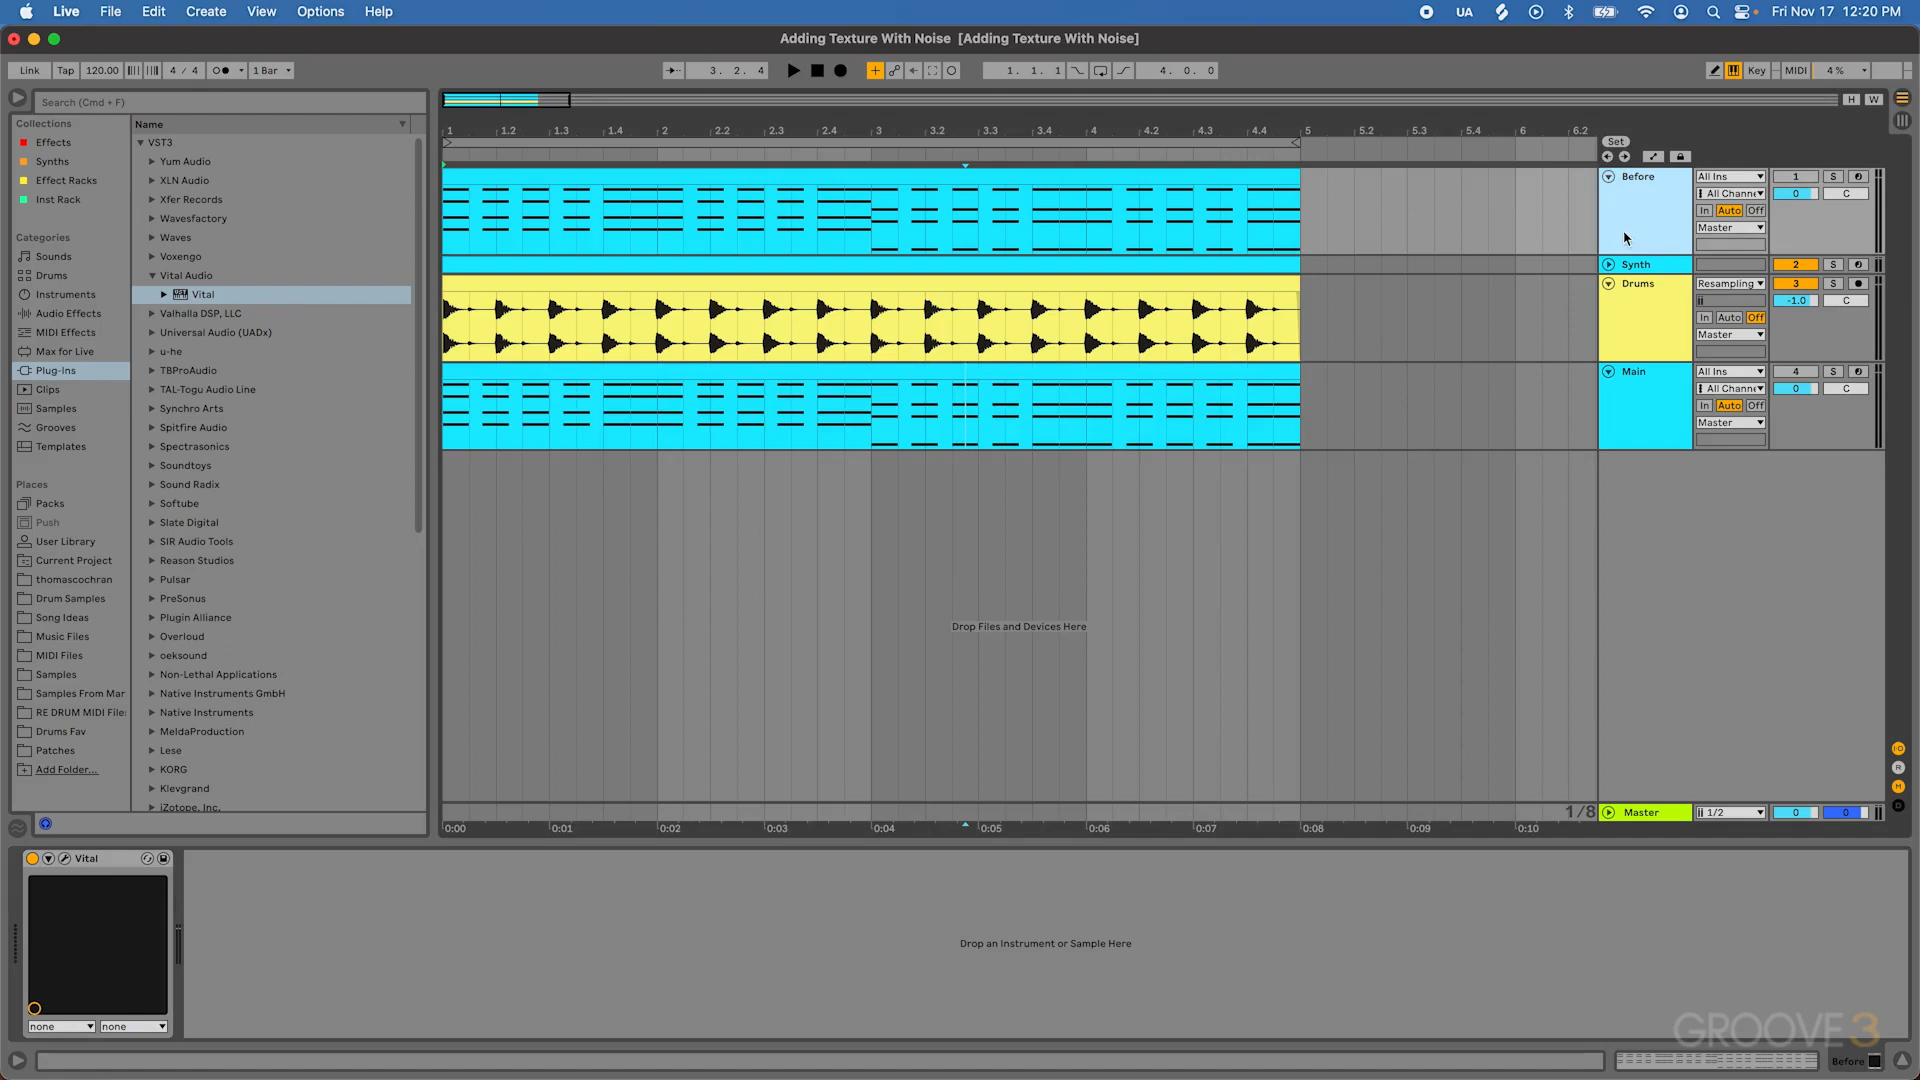 Live File Edit Create View Options Help
UA Fri Nov 17 12:20 PM
Adding Texture With Noise [Adding Texture With Noise]
Link Tap 120.00 4 / 4 1 Bar 3. 2. 4 1. 1. 1 4. 0. 0 Key MIDI 4 %
Search (Cmd + F)
H W
Collections
Effects
Synths
Effect Racks
Inst Rack
Categories
Sounds
Drums
Instruments
Audio Effects
MIDI Effects
Max for Live
Plug-Ins
Clips
Samples
Grooves
Templates
Places
Packs
Push
User Library
Current Project
thomascochran
Drum Samples
Song Ideas
Music Files
MIDI Files
Samples
Samples From Mar
RE DRUM MIDI File
Drums Fav
Patches
Add Folder...
Name
VST3
Yum Audio
XLN Audio
Xfer Records
Wavesfactory
Waves
Voxengo
Vital Audio
Vital
Valhalla DSP, LLC
Universal Audio (UADx)
u-he
TBProAudio
TAL-Togu Audio Line
Synchro Arts
Spitfire Audio
Spectrasonics
Soundtoys
Sound Radix
Softube
Slate Digital
SIR Audio Tools
Reason Studios
Pulsar
PreSonus
Plugin Alliance
Overloud
oeksound
Non-Lethal Applications
Native Instruments GmbH
Native Instruments
MeldaProduction
Lese
KORG
Klevgrand
iZotope, Inc.
1 1.2 1.3 1.4 2 2.2 2.3 2.4 3 3.2 3.3 3.4 4 4.2 4.3 4.4 5 5.2 5.3 5.4 6 6.2
Set
Before All Ins 1 S
All Channe 0 C
In Auto Off
Master
Synth 2 S
Drums Resampling 3 S
-1.0 C
In Auto Off
Master
Main All Ins 4 S
All Channe 0 C
In Auto Off
Master
Drop Files and Devices Here
I·O
R
M
D
1/8 Master 1/2 0 0
0:00 0:01 0:02 0:03 0:04 0:05 0:06 0:07 0:08 0:09 0:10
Vital
none none
Drop an Instrument or Sample Here
GROOVE 3
Before